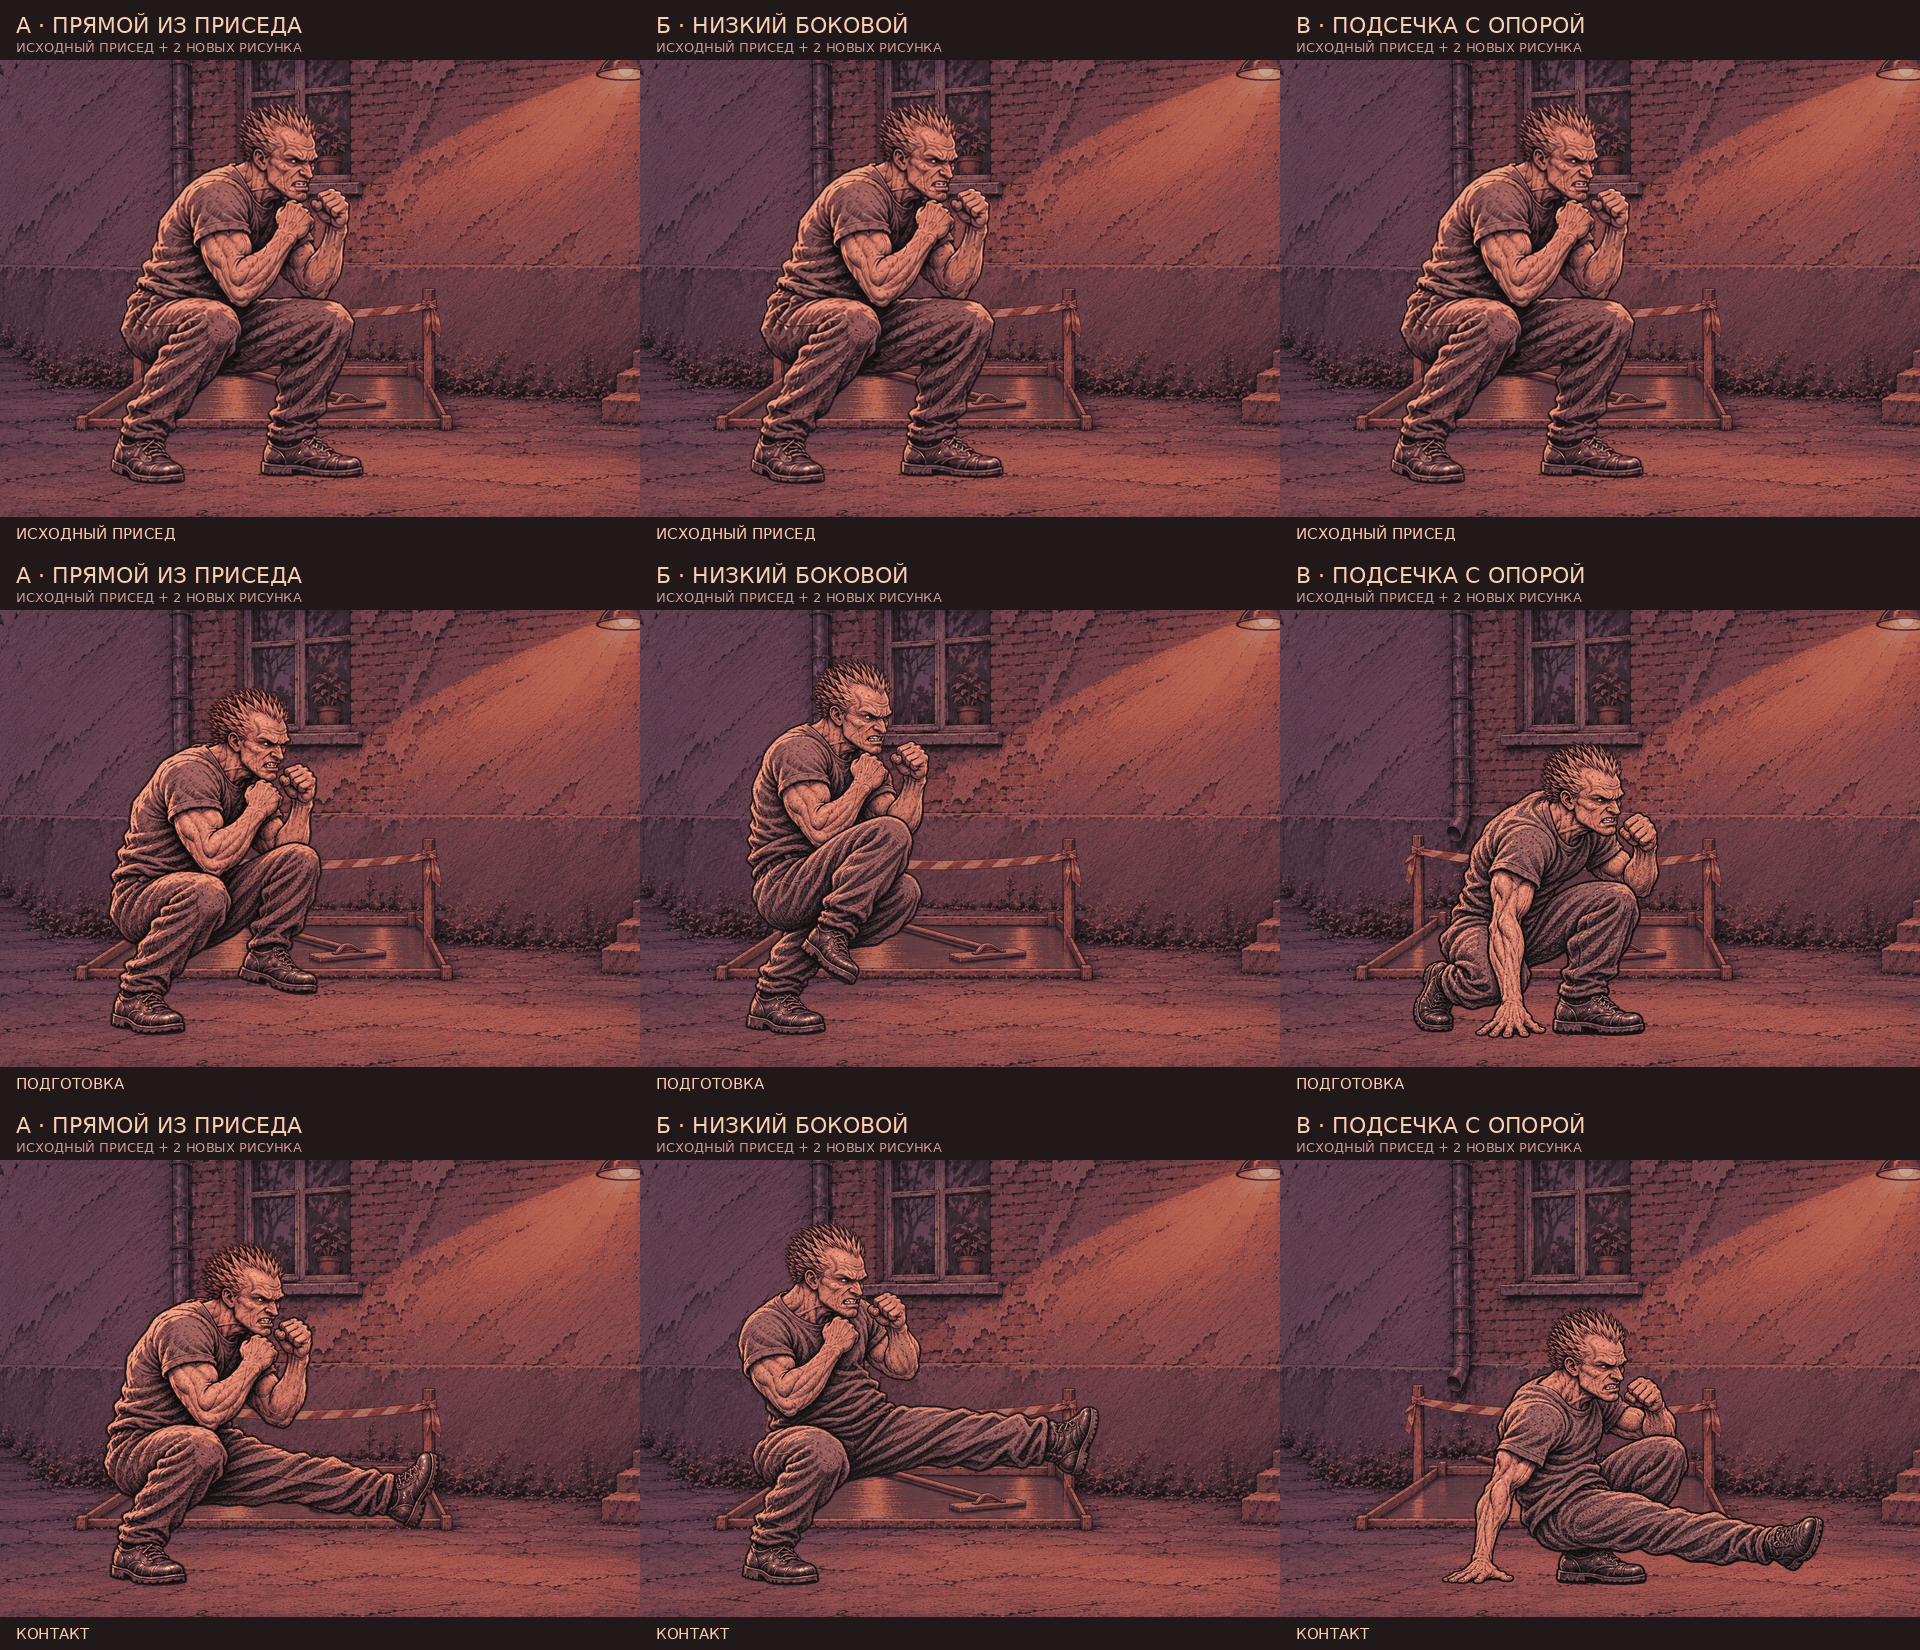 А · ПРЯМОЙ ИЗ ПРИСЕДА
ИСХОДНЫЙ ПРИСЕД + 2 НОВЫХ РИСУНКА
Б · НИЗКИЙ БОКОВОЙ
ИСХОДНЫЙ ПРИСЕД + 2 НОВЫХ РИСУНКА
В · ПОДСЕЧКА С ОПОРОЙ
ИСХОДНЫЙ ПРИСЕД + 2 НОВЫХ РИСУНКА
ИСХОДНЫЙ ПРИСЕД
ИСХОДНЫЙ ПРИСЕД
ИСХОДНЫЙ ПРИСЕД
А · ПРЯМОЙ ИЗ ПРИСЕДА
ИСХОДНЫЙ ПРИСЕД + 2 НОВЫХ РИСУНКА
Б · НИЗКИЙ БОКОВОЙ
ИСХОДНЫЙ ПРИСЕД + 2 НОВЫХ РИСУНКА
В · ПОДСЕЧКА С ОПОРОЙ
ИСХОДНЫЙ ПРИСЕД + 2 НОВЫХ РИСУНКА
ПОДГОТОВКА
ПОДГОТОВКА
ПОДГОТОВКА
А · ПРЯМОЙ ИЗ ПРИСЕДА
ИСХОДНЫЙ ПРИСЕД + 2 НОВЫХ РИСУНКА
Б · НИЗКИЙ БОКОВОЙ
ИСХОДНЫЙ ПРИСЕД + 2 НОВЫХ РИСУНКА
В · ПОДСЕЧКА С ОПОРОЙ
ИСХОДНЫЙ ПРИСЕД + 2 НОВЫХ РИСУНКА
КОНТАКТ
КОНТАКТ
КОНТАКТ